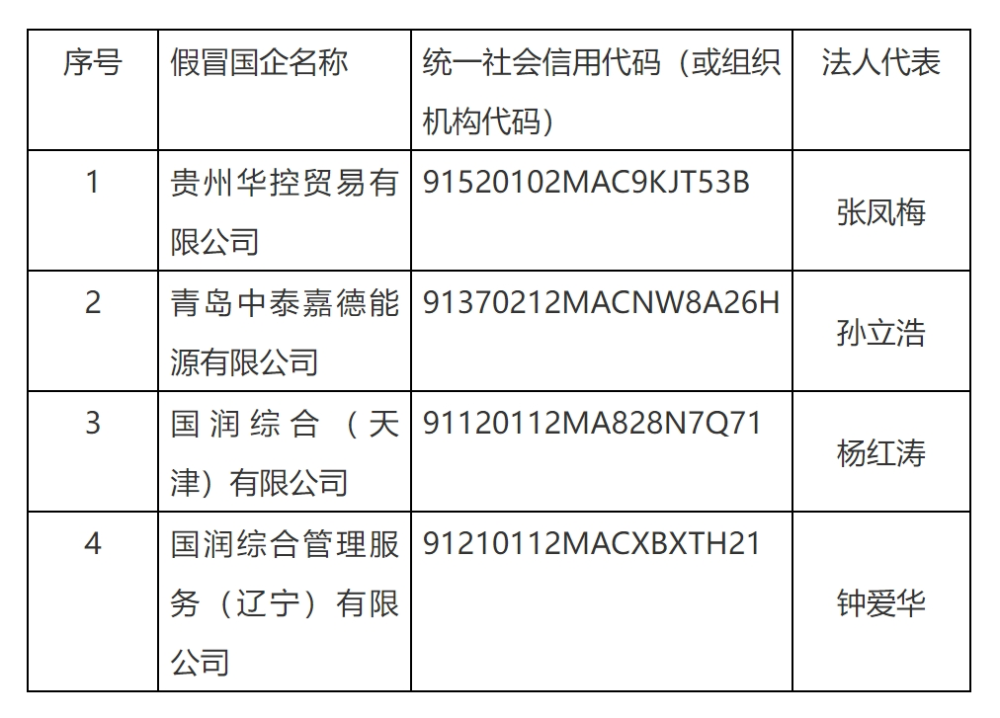 序号 假冒国企名称 统一社会信用代码（或组织机构代码） 法人代表
1 贵州华控贸易有限公司 91520102MAC9KJT53B 张凤梅
2 青岛中泰嘉德能源有限公司 91370212MACNW8A26H 孙立浩
3 国润综合（天津）有限公司 91120112MA828N7Q71 杨红涛
4 国润综合管理服务（辽宁）有限公司 91210112MACXBXTH21 钟爱华